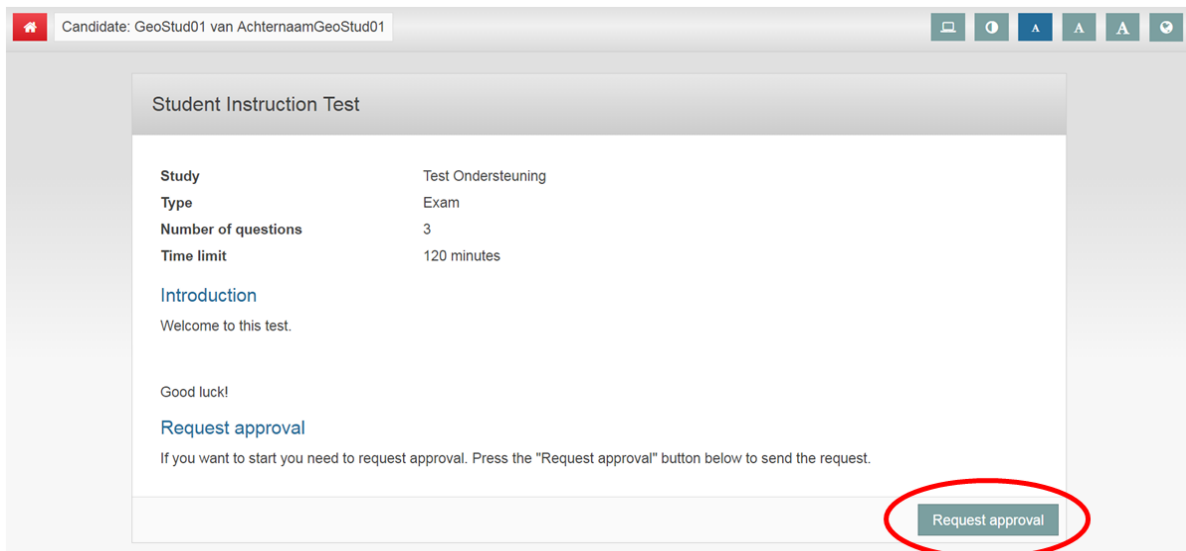 Candidate: GeoStud01 van AchternaamGeoStud01
A A A
Student Instruction Test
Study Test Ondersteuning
Type Exam
Number of questions 3
Time limit 120 minutes
Introduction
Welcome to this test.
Good luck!
Request approval
If you want to start you need to request approval. Press the "Request approval" button below to send the request.
Request approval